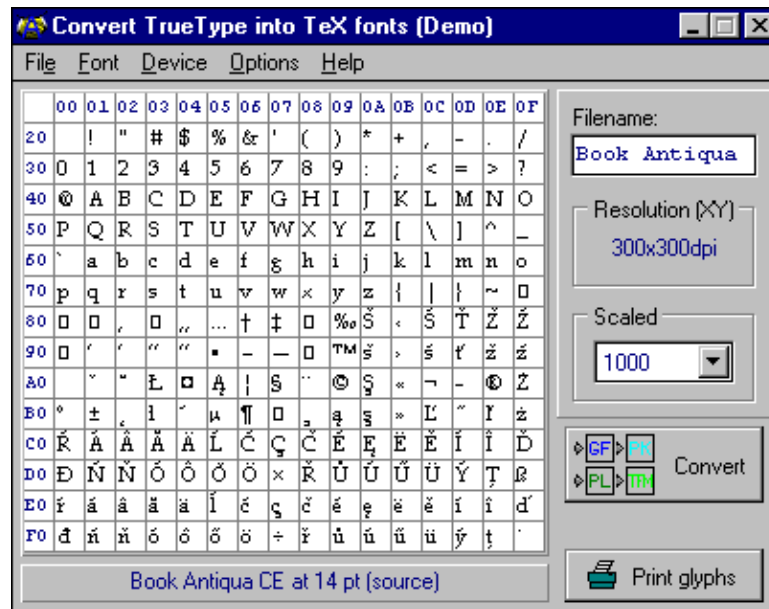 Convert TrueType into TeX fonts (Demo)
File Font Device Options Help
00 01 02 03 04 05 06 07 08 09 0A 0B 0C 0D 0E 0F
20 ! " # $ % & ' ( ) * + , - . /
30 0 1 2 3 4 5 6 7 8 9 : ; < = > ?
40 @ A B C D E F G H I J K L M N O
50 P Q R S T U V W X Y Z [ \ ] ^ _
60 ` a b c d e f g h i j k l m n o
70 p q r s t u v w x y z { | } ~ □
80 □ □ ‚ □ „ … † ‡ □ ‰ Š ‹ Ś Ť Ž Ź
90 □ ‘ ’ “ ” • – — □ ™ š › ś ť ž ź
A0 ˇ ˘ Ł ¤ Ą ¦ § ¨ © Ş « ¬ - ® Ż
B0 ° ± ˛ ł ´ µ ¶ □ ¸ ą ş » Ľ ˝ ľ ż
C0 Ŕ Á Â Ă Ä Ĺ Ć Ç Č É Ę Ë Ě Í Î Ď
D0 Đ Ń Ň Ó Ô Ő Ö × Ř Ů Ú Ű Ü Ý Ţ ß
E0 ŕ á â ă ä ĺ ć ç č é ę ë ě í î ď
F0 đ ń ň ó ô ő ö ÷ ř ů ú ű ü ý ţ ˙
Book Antiqua CE at 14 pt (source)
Filename:
Book Antiqua
Resolution (XY)
300x300dpi
Scaled
1000
GF PK
PL TFM
Convert
Print glyphs